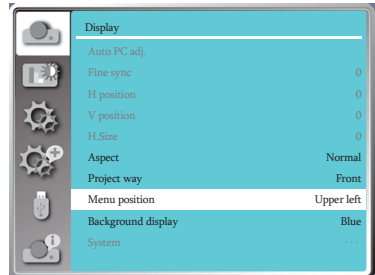 Display
Auto PC adj.
Fine sync 0
H position 0
V position 0
H.Size 0
Aspect Normal
Project way Front
Menu position Upper left
Background display Blue
System ···